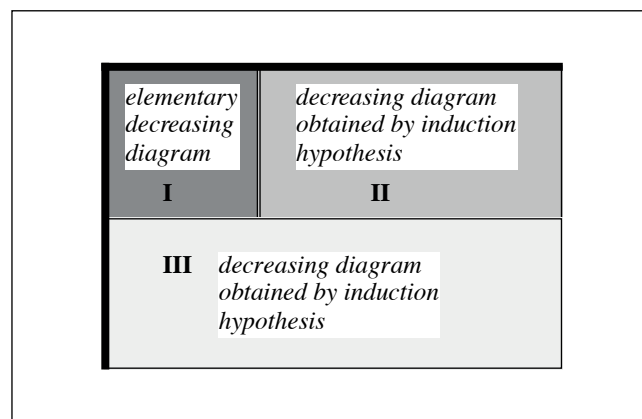 elementary
decreasing
diagram
I
decreasing diagram
obtained by induction
hypothesis
II
III decreasing diagram
obtained by induction
hypothesis